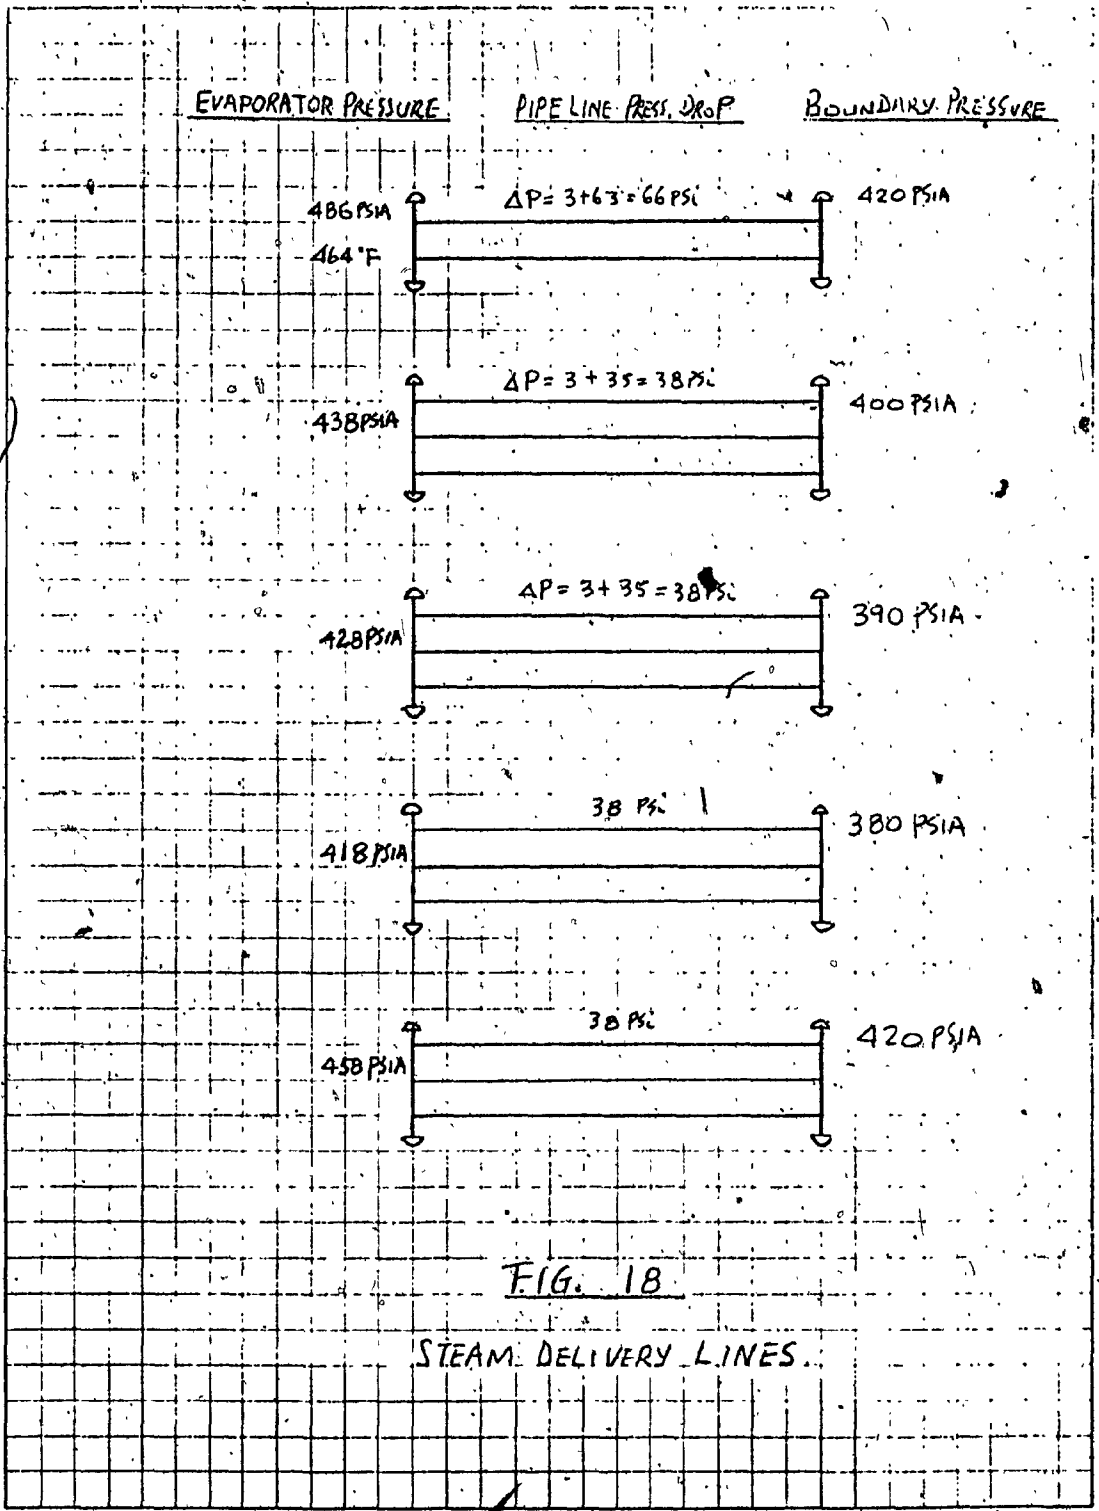 EVAPORATOR PRESSURE PIPE LINE PRESS. DROP BOUNDARY PRESSURE
486 PSIA ΔP = 3+63 = 66 PSi 420 PSIA
464°F
438 PSIA ΔP = 3 + 35 = 38 PSi 400 PSIA
428 PSIA ΔP = 3 + 35 = 38 PSi 390 PSIA
418 PSIA 38 PSi 380 PSIA
458 PSIA 38 PSi 420 PSIA
FIG. 18
STEAM DELIVERY LINES.